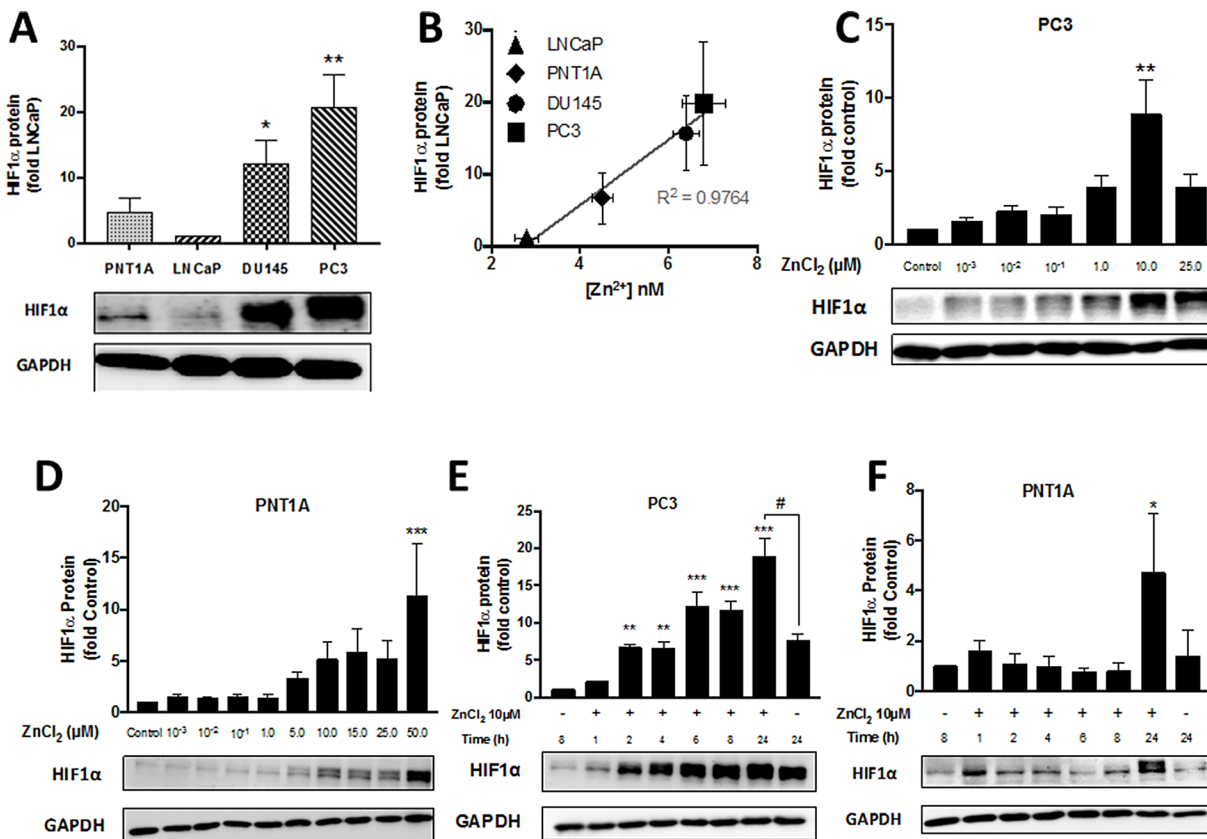 A
HIF1α protein
(fold LNCaP)
30
20
10
0
*
**
PNT1A LNCaP DU145 PC3
HIF1α
GAPDH
B
HIF1α protein
(fold LNCaP)
30
20
10
0
LNCaP
PNT1A
DU145
PC3
R² = 0.9764
2 4 6 8
[Zn²⁺] nM
C
PC3
HIF1α protein
(fold control)
15
10
5
0
**
ZnCl₂ (μM) Control 10⁻³ 10⁻² 10⁻¹ 1.0 10.0 25.0
HIF1α
GAPDH
D
PNT1A
HIF1α Protein
(fold Control)
20
15
10
5
0
***
ZnCl₂ (μM) Control 10⁻³ 10⁻² 10⁻¹ 1.0 5.0 10.0 15.0 25.0 50.0
HIF1α
GAPDH
E
PC3
HIF1α protein
(fold control)
25
20
15
10
5
0
** ** *** *** *** #
ZnCl₂ 10μM - + + + + + + -
Time (h) 8 1 2 4 6 8 24 24
HIF1α
GAPDH
F
PNT1A
HIF1α Protein
(fold Control)
8
6
4
2
0
*
ZnCl₂ 10μM - + + + + + + -
Time (h) 8 1 2 4 6 8 24 24
HIF1α
GAPDH